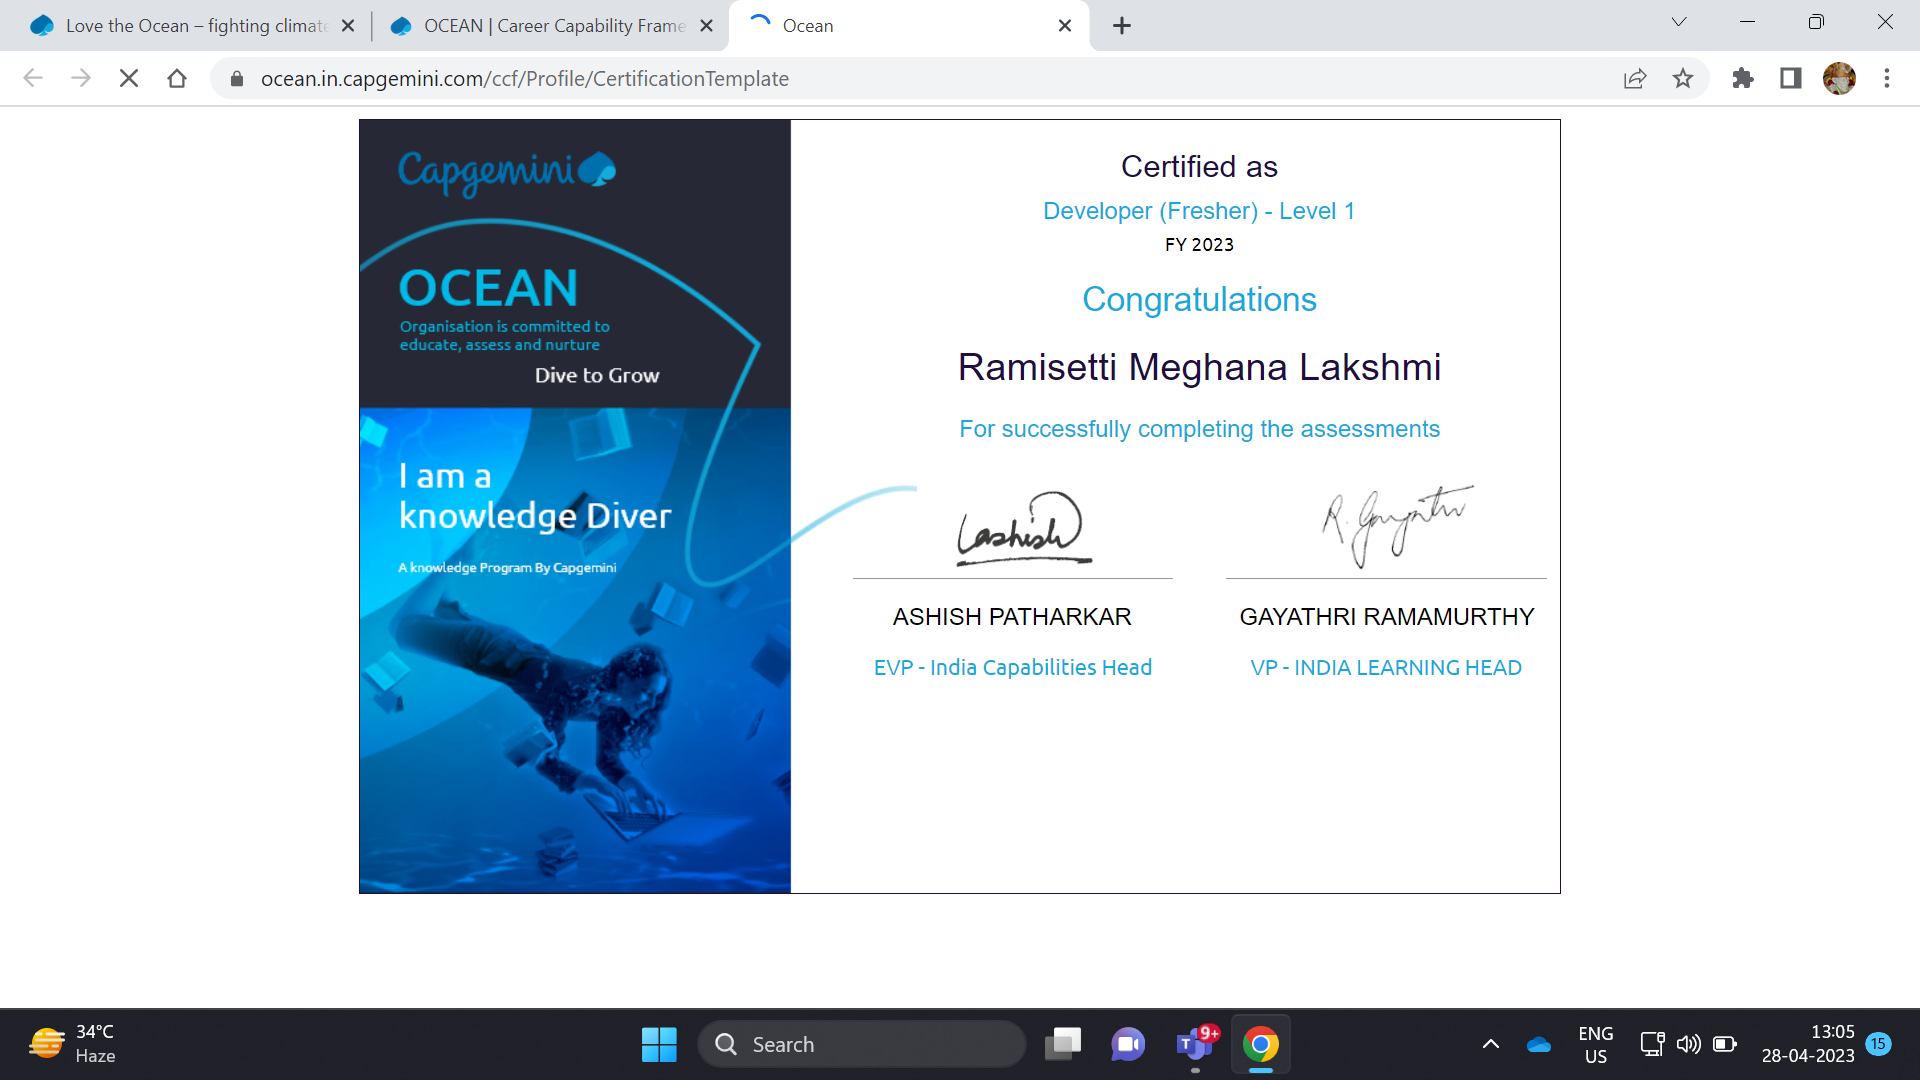 Love the Ocean – fighting climate
OCEAN | Career Capability Frame
Ocean
ocean.in.capgemini.com/ccf/Profile/CertificationTemplate
Capgemini
OCEAN
Organisation is committed to
educate, assess and nurture
Dive to Grow
I am a
knowledge Diver
A knowledge Program By Capgemini
Certified as
Developer (Fresher) - Level 1
FY 2023
Congratulations
Ramisetti Meghana Lakshmi
For successfully completing the assessments
R. Gayathri
ASHISH PATHARKAR
GAYATHRI RAMAMURTHY
EVP - India Capabilities Head
VP - INDIA LEARNING HEAD
34°C
Haze
Search
9+
T
ENG
US
13:05
28-04-2023
15